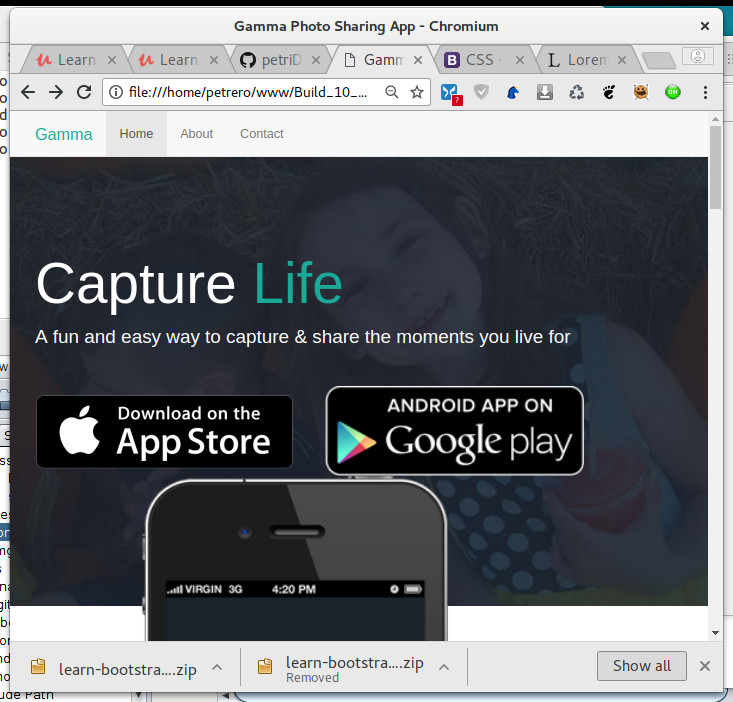 Gamma Photo Sharing App - Chromium
Learn
Learn
petriD
Gamm
CSS
Lorem
file:///home/petrero/www/Build_10_...
Gamma
Home
About
Contact
Capture Life
A fun and easy way to capture & share the moments you live for
Download on the
App Store
ANDROID APP ON
Google play
VIRGIN 3G 4:20 PM
learn-bootstra....zip
learn-bootstra....zip
Removed
Show all
ude Path